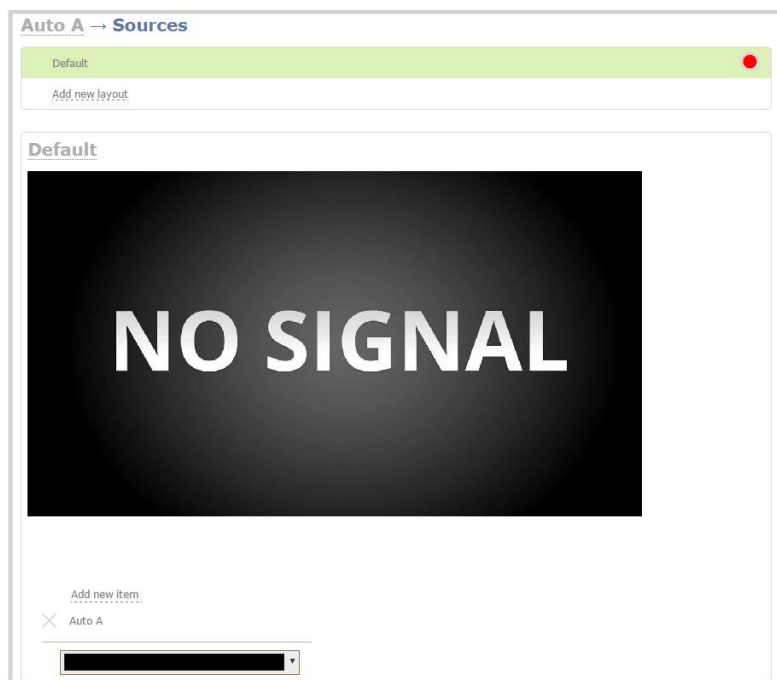 Auto A → Sources
Default
Add new layout
Default
NO SIGNAL
Add new item
Auto A